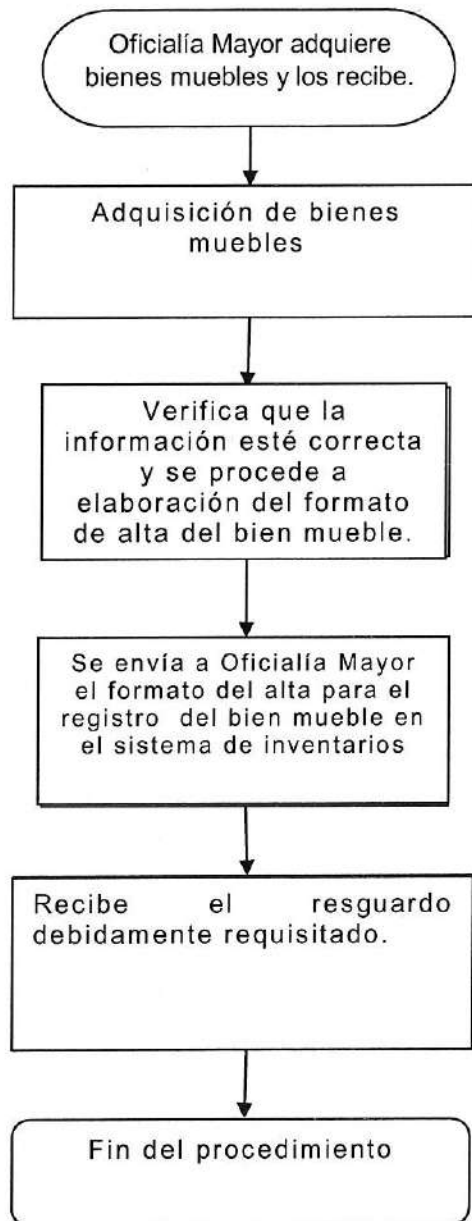 Oficialía Mayor adquiere
bienes muebles y los recibe.
Adquisición de bienes
muebles
Verifica que la
información esté correcta
y se procede a
elaboración del formato
de alta del bien mueble.
Se envía a Oficialía Mayor
el formato del alta para el
registro del bien mueble en
el sistema de inventarios
Recibe el resguardo
debidamente requisitado.
Fin del procedimiento